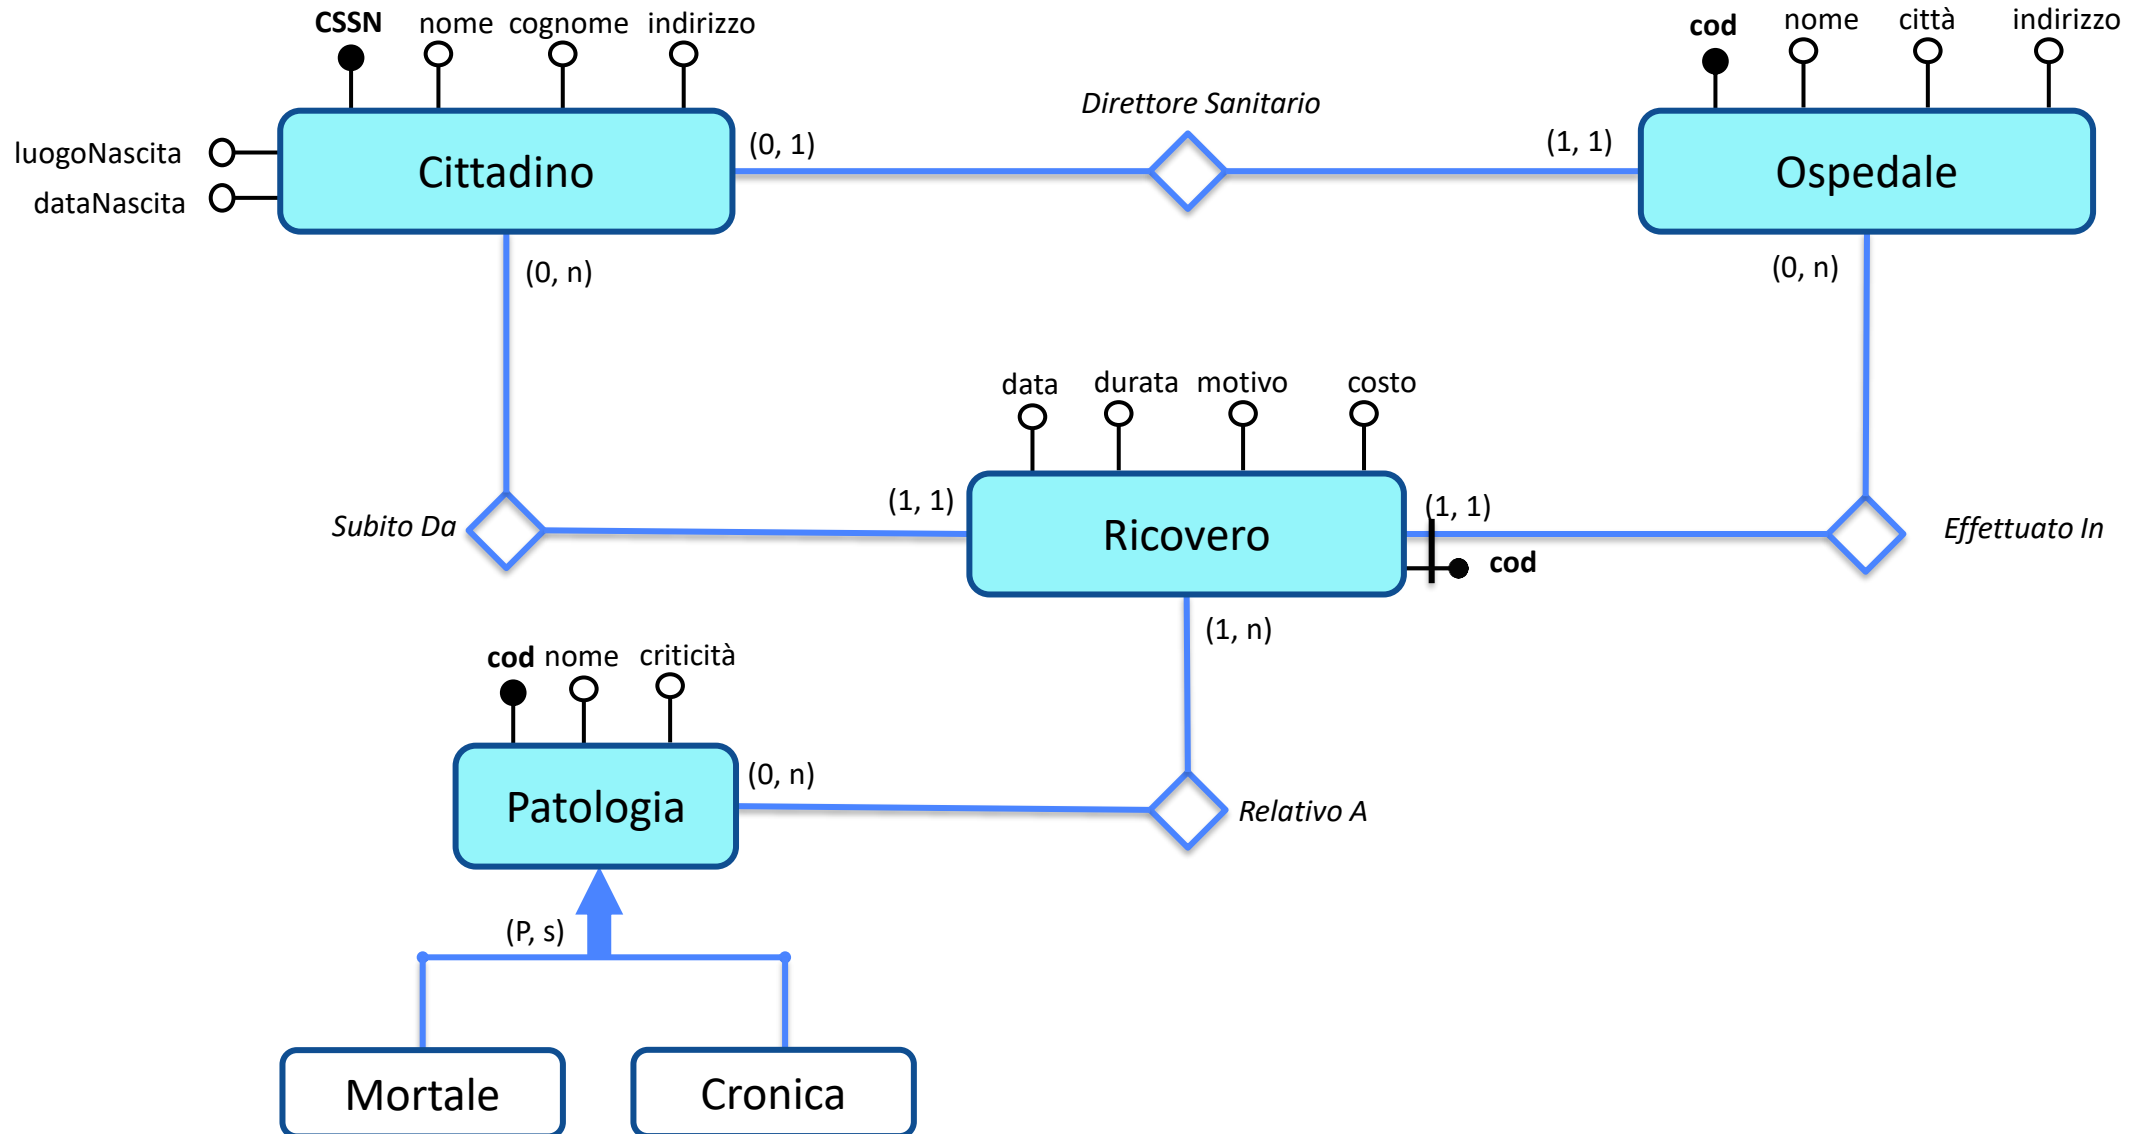 CSSN nome cognome indirizzo
cod nome città indirizzo
Direttore Sanitario
luogoNascita
dataNascita
Cittadino
(0, 1)
(1, 1)
Ospedale
(0, n)
(0, n)
data durata motivo costo
Subito Da
(1, 1)
Ricovero
(1, 1)
cod
Effettuato In
(1, n)
cod nome criticità
Patologia
(0, n)
Relativo A
(P, s)
Mortale
Cronica